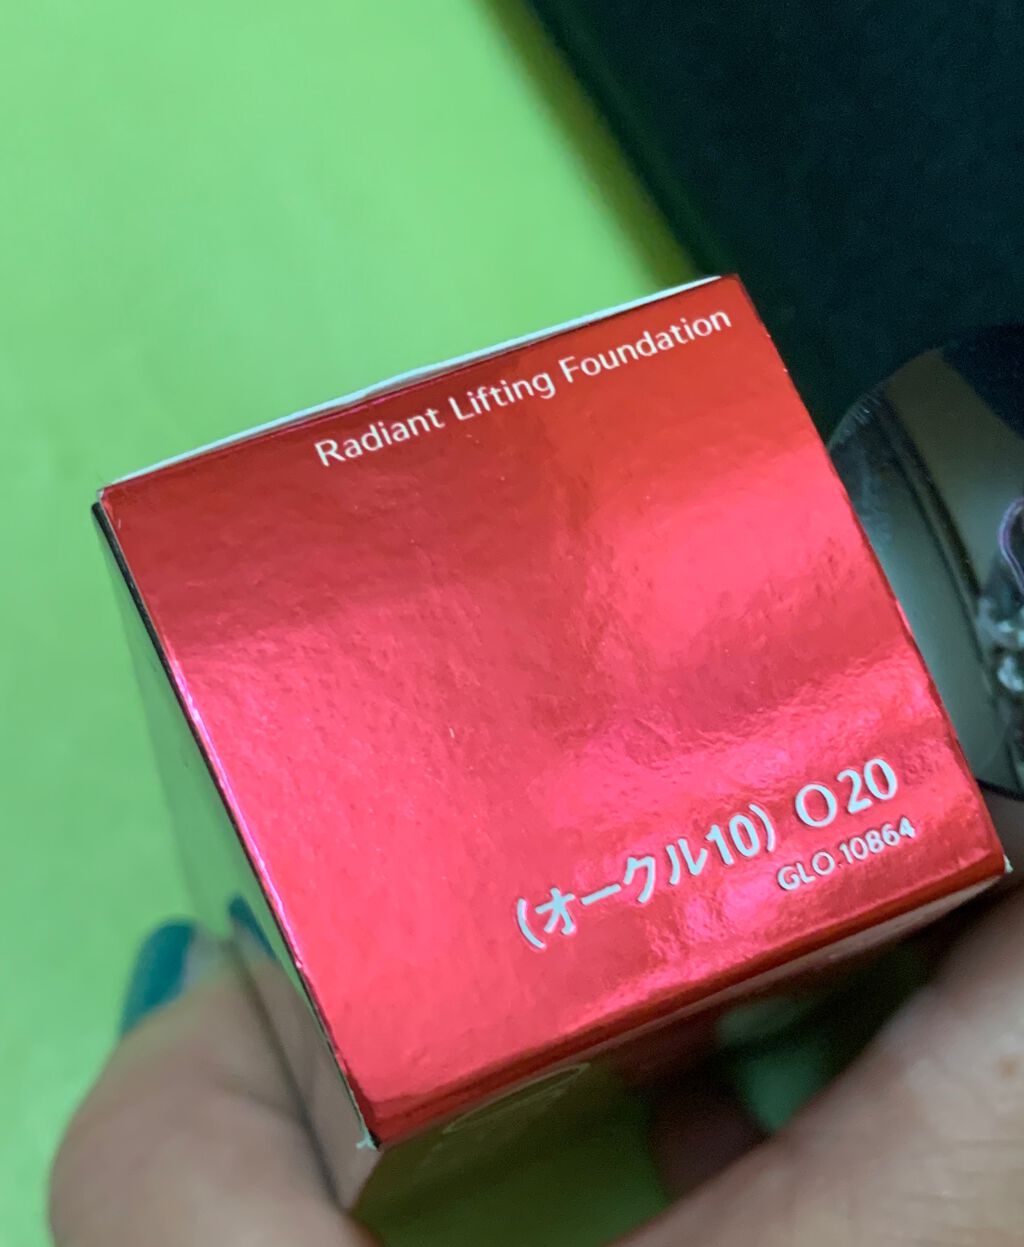 Radiant Lifting Foundation
(オークル10) O20
GLO.10864